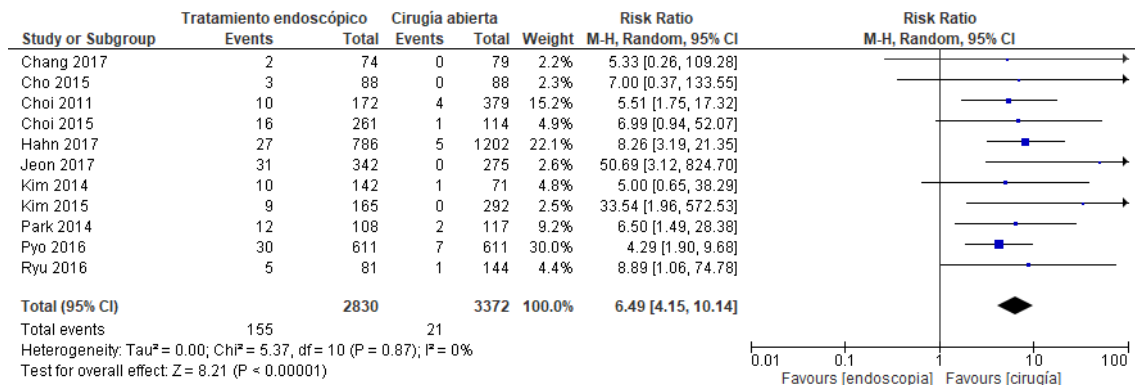 Tratamiento endoscópico Cirugía abierta Risk Ratio Risk Ratio
Study or Subgroup Events Total Events Total Weight M-H, Random, 95% CI M-H, Random, 95% CI
Chang 2017 2 74 0 79 2.2% 5.33 [0.26, 109.28]
Cho 2015 3 88 0 88 2.3% 7.00 [0.37, 133.55]
Choi 2011 10 172 4 379 15.2% 5.51 [1.75, 17.32]
Choi 2015 16 261 1 114 4.9% 6.99 [0.94, 52.07]
Hahn 2017 27 786 5 1202 22.1% 8.26 [3.19, 21.35]
Jeon 2017 31 342 0 275 2.6% 50.69 [3.12, 824.70]
Kim 2014 10 142 1 71 4.8% 5.00 [0.65, 38.29]
Kim 2015 9 165 0 292 2.5% 33.54 [1.96, 572.53]
Park 2014 12 108 2 117 9.2% 6.50 [1.49, 28.38]
Pyo 2016 30 611 7 611 30.0% 4.29 [1.90, 9.68]
Ryu 2016 5 81 1 144 4.4% 8.89 [1.06, 74.78]
Total (95% CI) 2830 3372 100.0% 6.49 [4.15, 10.14]
Total events 155 21
Heterogeneity: Tau² = 0.00; Chi² = 5.37, df = 10 (P = 0.87); I² = 0%
Test for overall effect: Z = 8.21 (P < 0.00001)
0.01 0.1 1 10 100
Favours [endoscopia] Favours [cirugía]